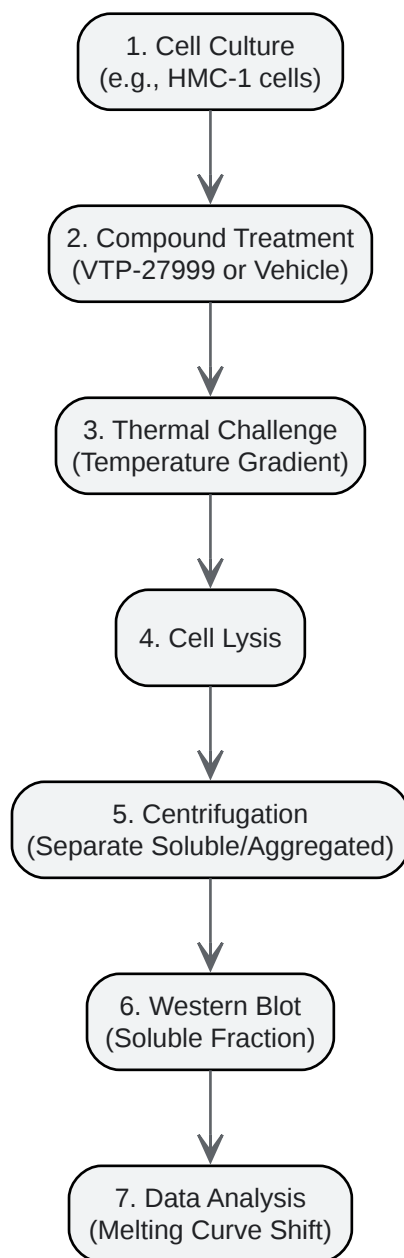 1. Cell Culture
(e.g., HMC-1 cells)
2. Compound Treatment
(VTP-27999 or Vehicle)
3. Thermal Challenge
(Temperature Gradient)
4. Cell Lysis
5. Centrifugation
(Separate Soluble/Aggregated)
6. Western Blot
(Soluble Fraction)
7. Data Analysis
(Melting Curve Shift)